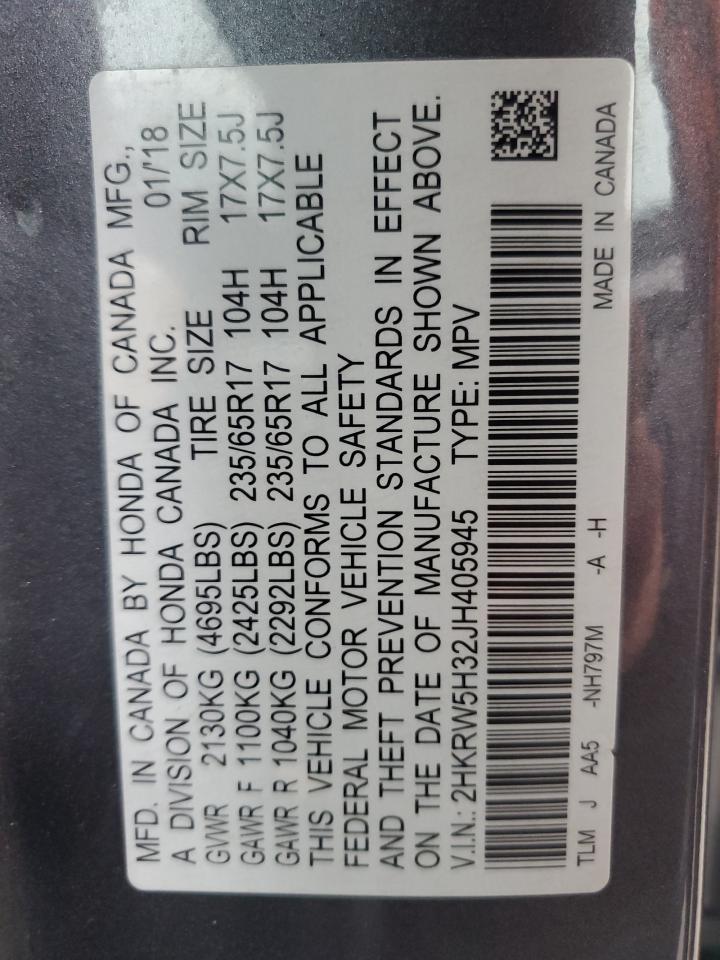 MFD. IN CANADA BY HONDA OF CANADA MFG.,
A DIVISION OF HONDA CANADA INC. 01/'18
GVWR 2130KG (4695LBS) TIRE SIZE RIM SIZE
GAWR F 1100KG (2425LBS) 235/65R17 104H 17X7.5J
GAWR R 1040KG (2292LBS) 235/65R17 104H 17X7.5J
THIS VEHICLE CONFORMS TO ALL APPLICABLE
FEDERAL MOTOR VEHICLE SAFETY
AND THEFT PREVENTION STANDARDS IN EFFECT
ON THE DATE OF MANUFACTURE SHOWN ABOVE.
V.I.N.: 2HKRW5H32JH405945 TYPE: MPV
TLM J AA5 -NH797M -A -H MADE IN CANADA